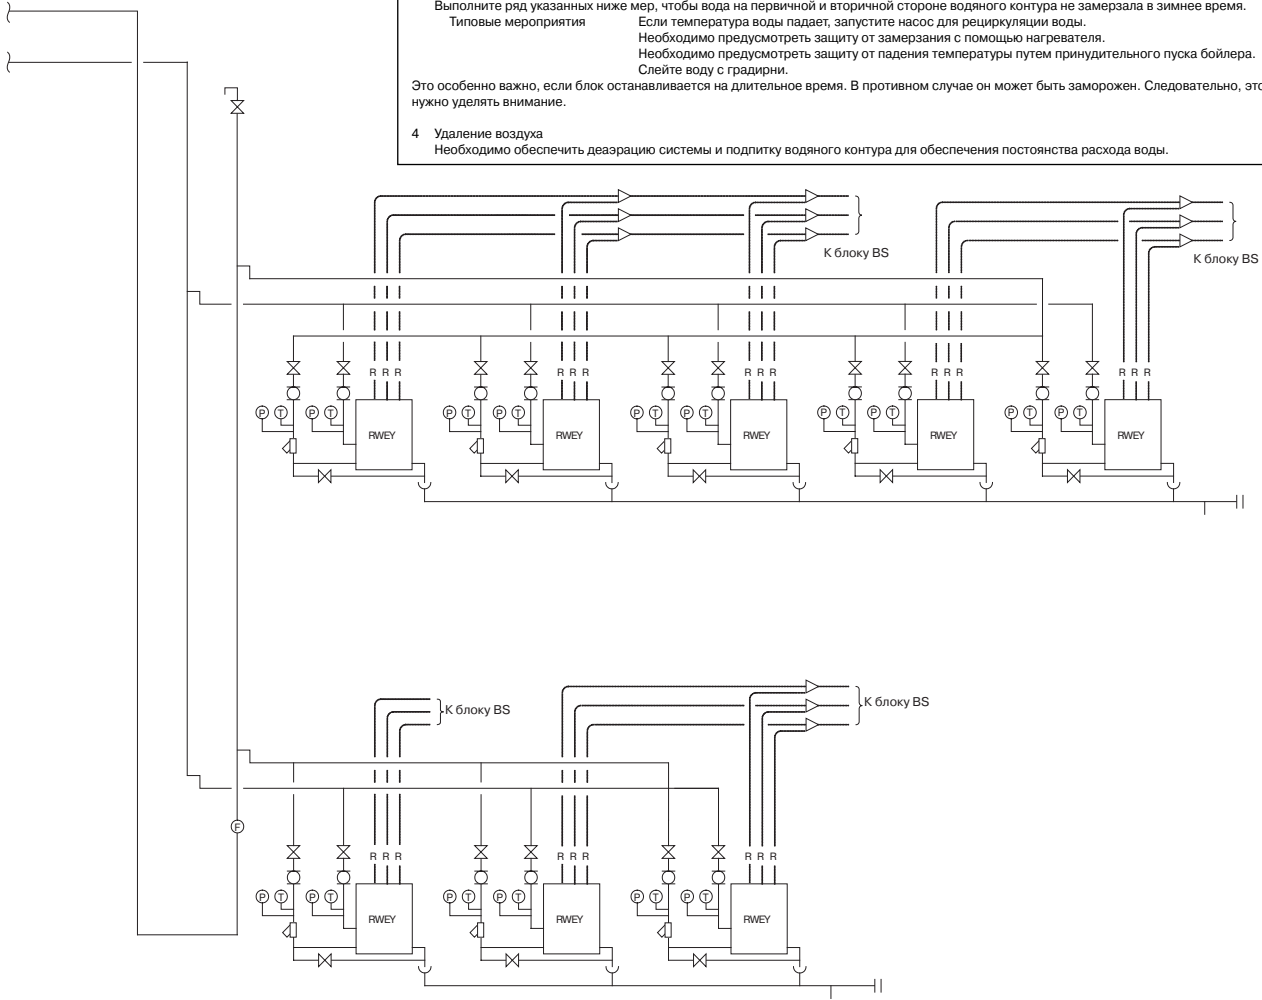 Выполните ряд указанных ниже мер, чтобы вода на первичной и вторичной стороне водяного контура не замерзала в зимнее время.
Типовые мероприятия Если температура воды падает, запустите насос для рециркуляции воды.
Необходимо предусмотреть защиту от замерзания с помощью нагревателя.
Необходимо предусмотреть защиту от падения температуры путем принудительного пуска бойлера.
Слейте воду с градирни.
Это особенно важно, если блок останавливается на длительное время. В противном случае он может быть заморожен. Следовательно, это
нужно уделять внимание.
4 Удаление воздуха
Необходимо обеспечить деаэрацию системы и подпитку водяного контура для обеспечения постоянства расхода воды.
К блоку BS
К блоку BS
R R R R R R R R R R R R R R R
P T P T P T P T P T P T P T P T P T P T
RWEY RWEY RWEY RWEY RWEY
К блоку BS
К блоку BS
F
R R R R R R R R R
P T P T P T P T P T P T
RWEY RWEY RWEY